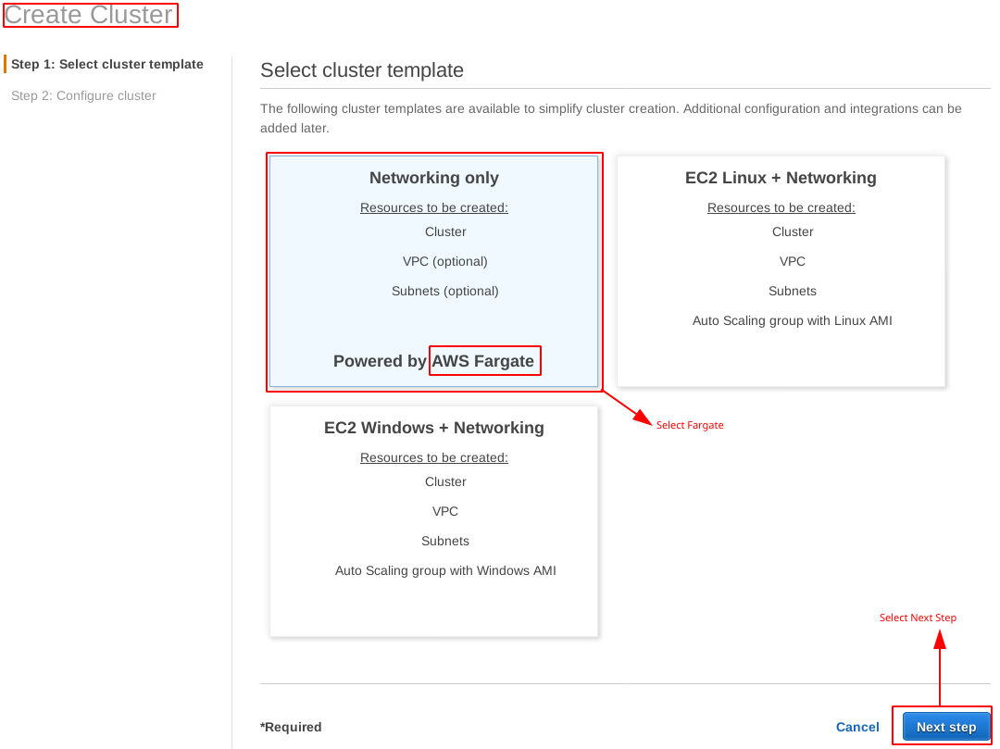 Create Cluster
Step 1: Select cluster template
Step 2: Configure cluster
Select cluster template
The following cluster templates are available to simplify cluster creation. Additional configuration and integrations can be
added later.
Networking only
Resources to be created:
Cluster
VPC (optional)
Subnets (optional)
Powered by AWS Fargate
EC2 Linux + Networking
Resources to be created:
Cluster
VPC
Subnets
Auto Scaling group with Linux AMI
Select Fargate
EC2 Windows + Networking
Resources to be created:
Cluster
VPC
Subnets
Auto Scaling group with Windows AMI
Select Next Step
*Required
Cancel
Next step